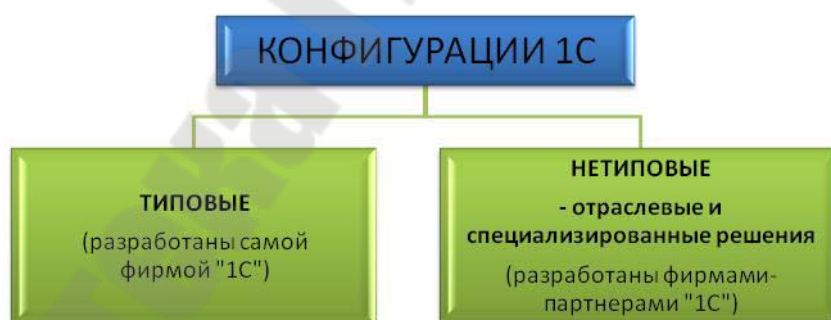 КОНФИГУРАЦИИ 1С
ТИПОВЫЕ
(разработаны самой
фирмой "1С")
НЕТИПОВЫЕ
- отраслевые и
специализированные решения
(разработаны фирмами-
партнерами "1С")